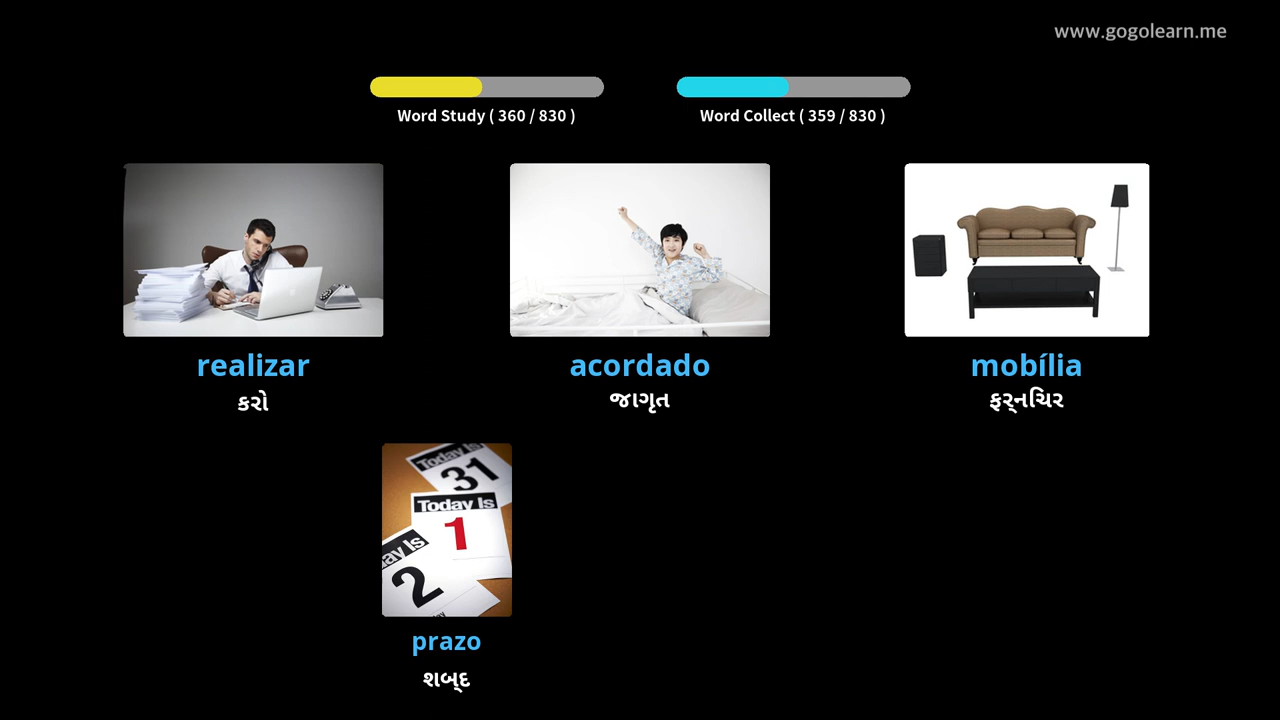 www.gogolearn.me
Word Study ( 360 / 830 )
Word Collect ( 359 / 830 )
realizar
acordado
mobília
કરો
જાગૃત
ફર્નિચર
Today Is
31
Today Is
1
ay Is
2
prazo
શબ્દ